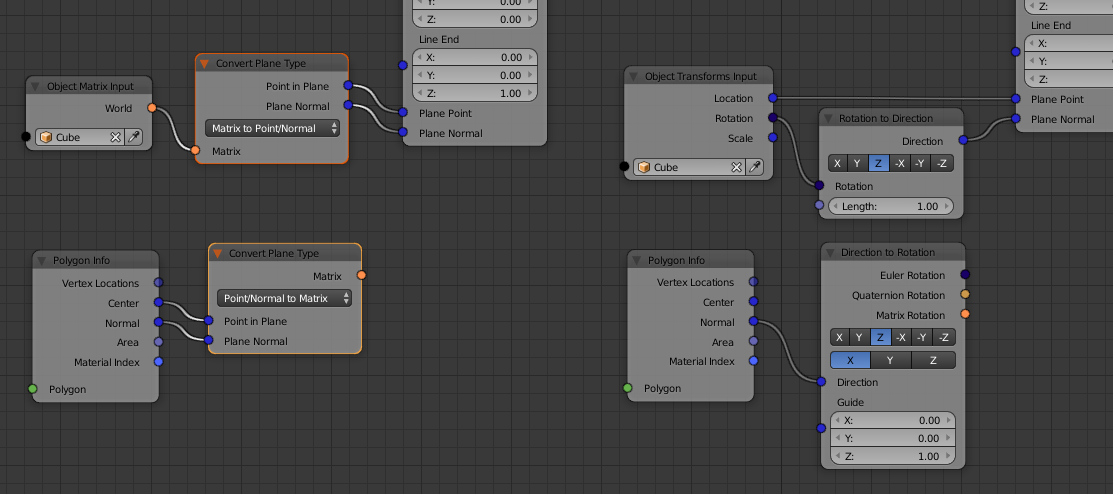 Y: 0.00
Z: 0.00
Line End
X: 0.00
Y: 0.00
Z: 1.00
Plane Point
Plane Normal
Convert Plane Type
Point in Plane
Plane Normal
Matrix to Point/Normal
Matrix
Object Matrix Input
World
Cube
Polygon Info
Vertex Locations
Center
Normal
Area
Material Index
Polygon
Convert Plane Type
Matrix
Point/Normal to Matrix
Point in Plane
Plane Normal
Object Transforms Input
Location
Rotation
Scale
Cube
Z:
Line End
X:
Y:
Z:
Plane Point
Plane Normal
Rotation to Direction
Direction
X Y Z -X -Y -Z
Rotation
Length: 1.00
Polygon Info
Vertex Locations
Center
Normal
Area
Material Index
Polygon
Direction to Rotation
Euler Rotation
Quaternion Rotation
Matrix Rotation
X Y Z -X -Y -Z
X Y Z
Direction
Guide
X: 0.00
Y: 0.00
Z: 1.00